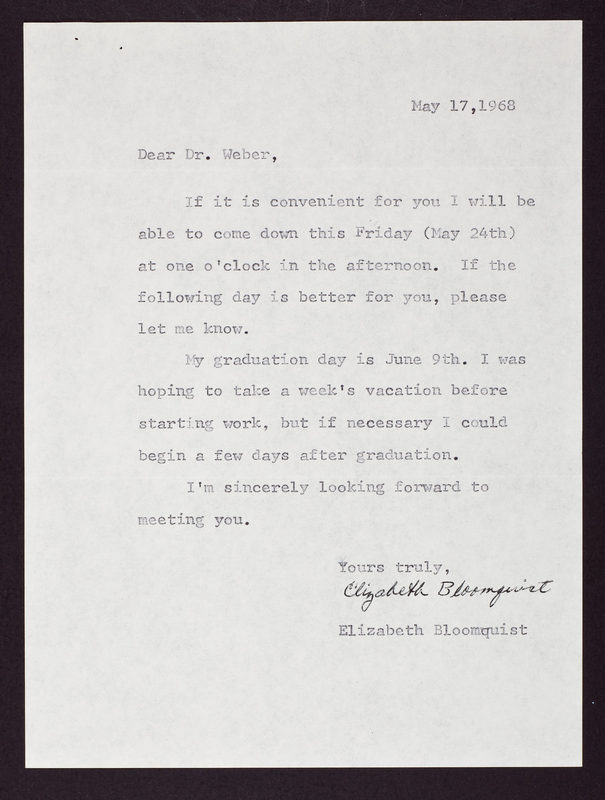 May 17,1968
Dear Dr. Weber,
If it is convenient for you I will be
able to come down this Friday (May 24th)
at one o'clock in the afternoon. If the
following day is better for you, please
let me know.
My graduation day is June 9th. I was
hoping to take a week's vacation before
starting work, but if necessary I could
begin a few days after graduation.
I'm sincerely looking forward to
meeting you.
Yours truly,
Elizabeth Bloomquist
Elizabeth Bloomquist